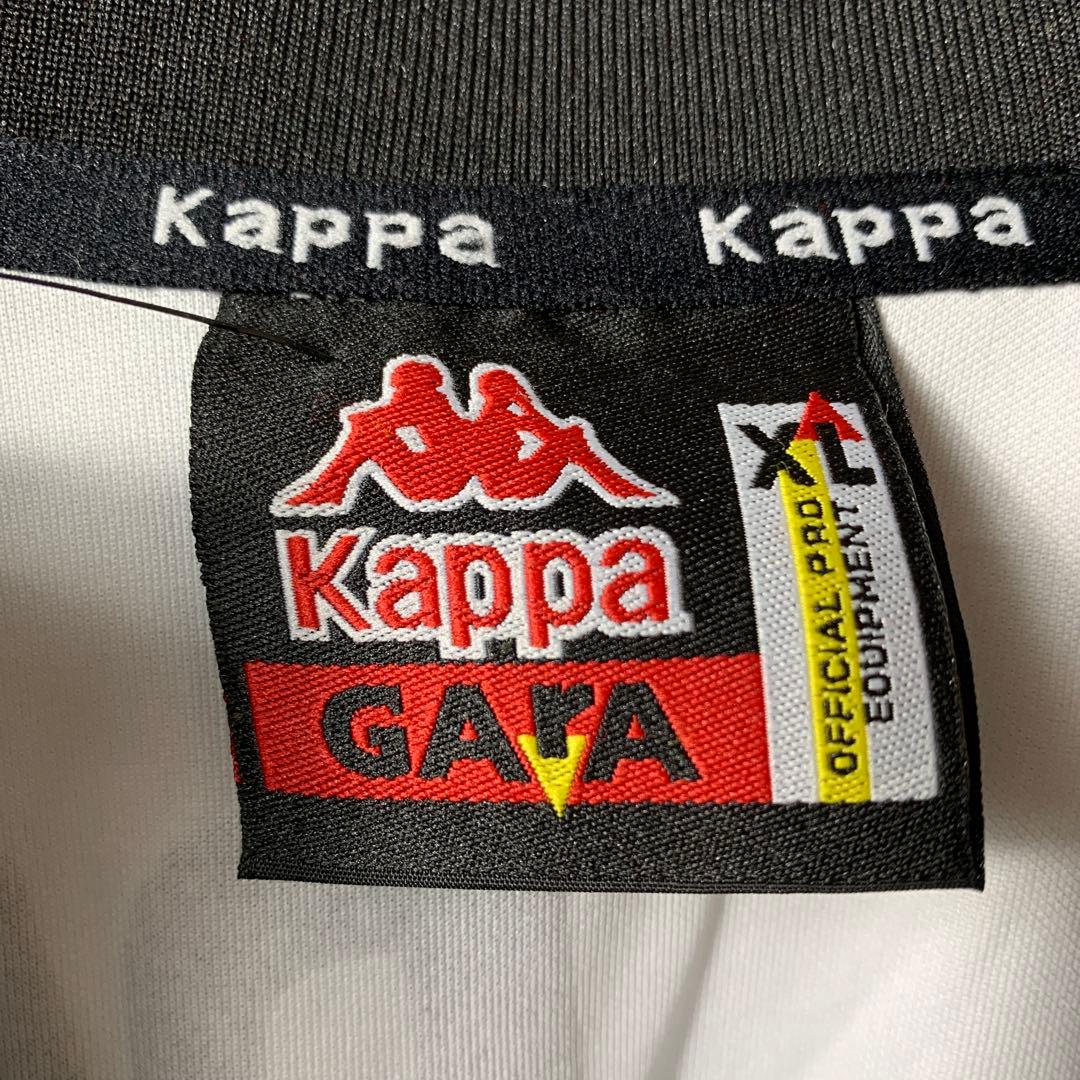 Kappa Kappa
Kappa
GArA
XL
OFFICIAL PRO
EQUIPMENT